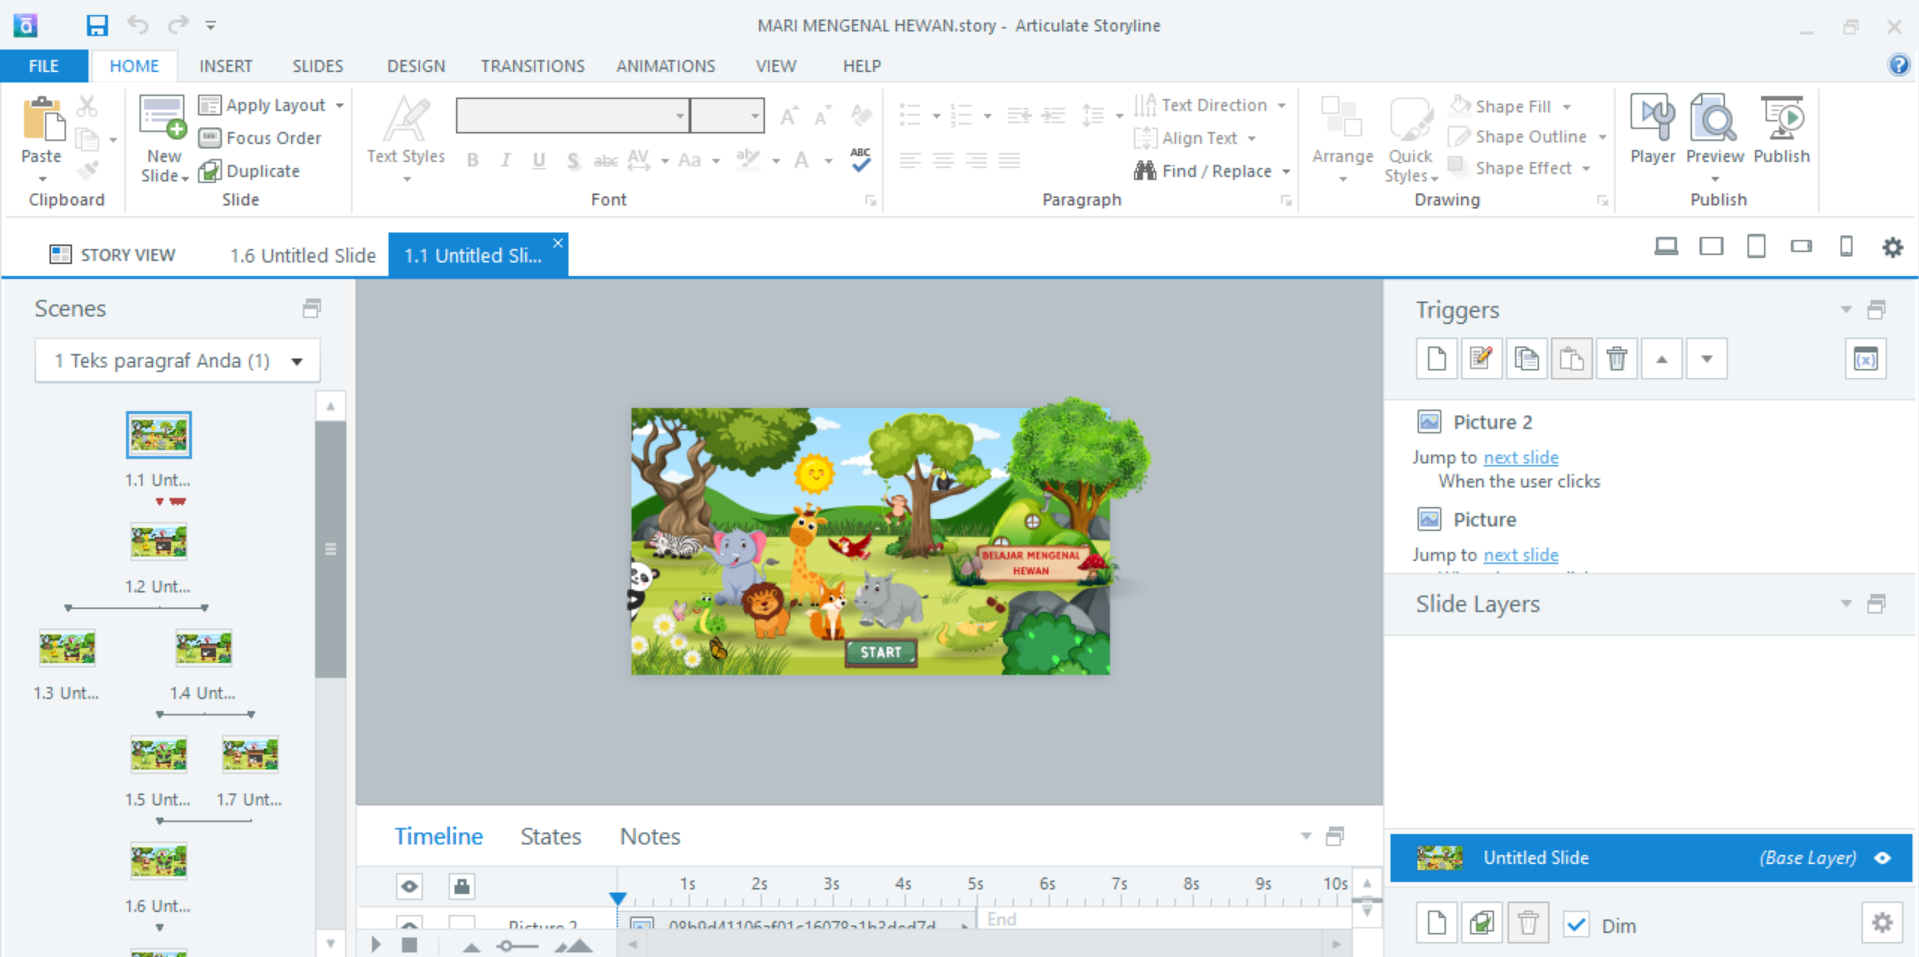 MARI MENGENAL HEWAN.story - Articulate Storyline
FILE HOME INSERT SLIDES DESIGN TRANSITIONS ANIMATIONS VIEW HELP
Paste
Clipboard
New
Slide
Apply Layout
Focus Order
Duplicate
Slide
Text Styles
B I U S abc AV Aa ab A ABC
Font
Text Direction
Align Text
Find / Replace
Paragraph
Arrange
Quick
Styles
Shape Fill
Shape Outline
Shape Effect
Drawing
Player Preview Publish
Publish
STORY VIEW 1.6 Untitled Slide 1.1 Untitled Sli...
Scenes
1 Teks paragraf Anda (1)
1.1 Unt...
1.2 Unt...
1.3 Unt... 1.4 Unt...
1.5 Unt... 1.7 Unt...
1.6 Unt...
BELAJAR MENGENAL
HEWAN
START
Timeline States Notes
1s 2s 3s 4s 5s 6s 7s 8s 9s 10s
Picture 2
End
Triggers
(x)
Picture 2
Jump to next slide
When the user clicks
Picture
Jump to next slide
Slide Layers
Untitled Slide (Base Layer)
Dim